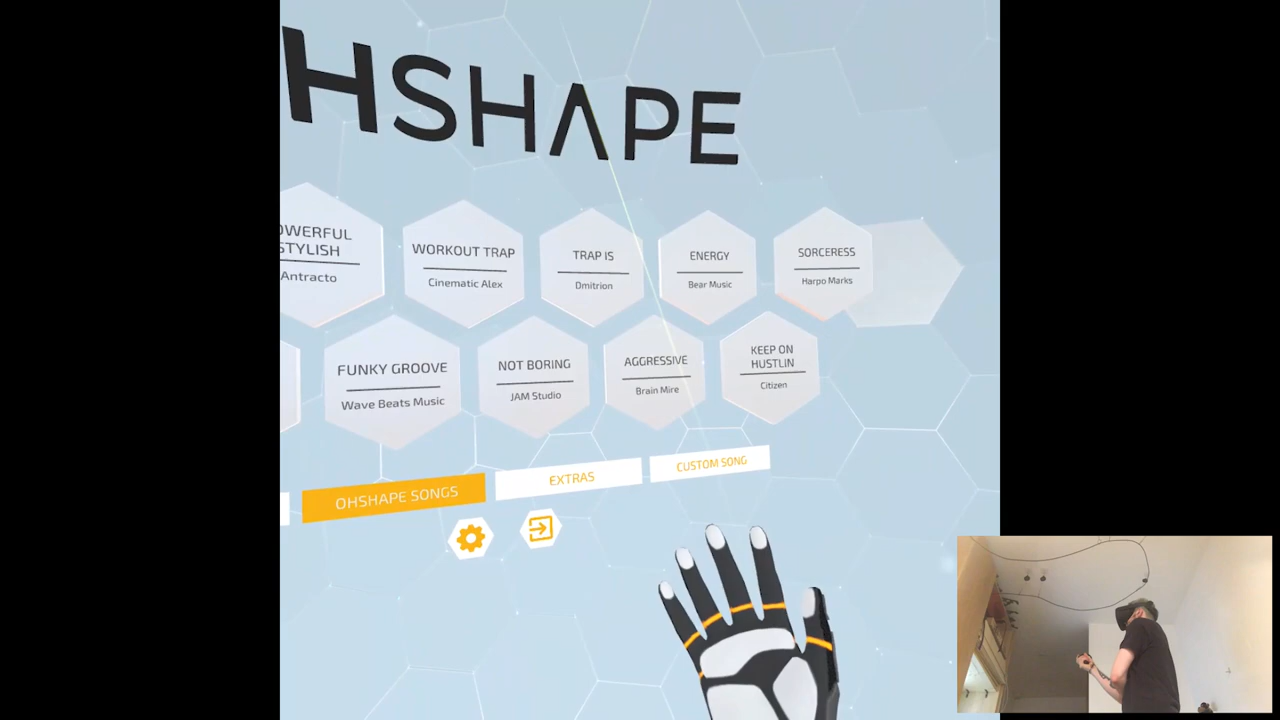 HSHAPE
OWERFUL
STYLISH
Antracto
WORKOUT TRAP
Cinematic Alex
TRAP IS
Dmitrion
ENERGY
Bear Music
SORCERESS
Harpo Marks
FUNKY GROOVE
Wave Beats Music
NOT BORING
JAM Studio
AGGRESSIVE
Brain Mire
KEEP ON
HUSTLIN
Citizen
OHSHAPE SONGS
EXTRAS
CUSTOM SONG